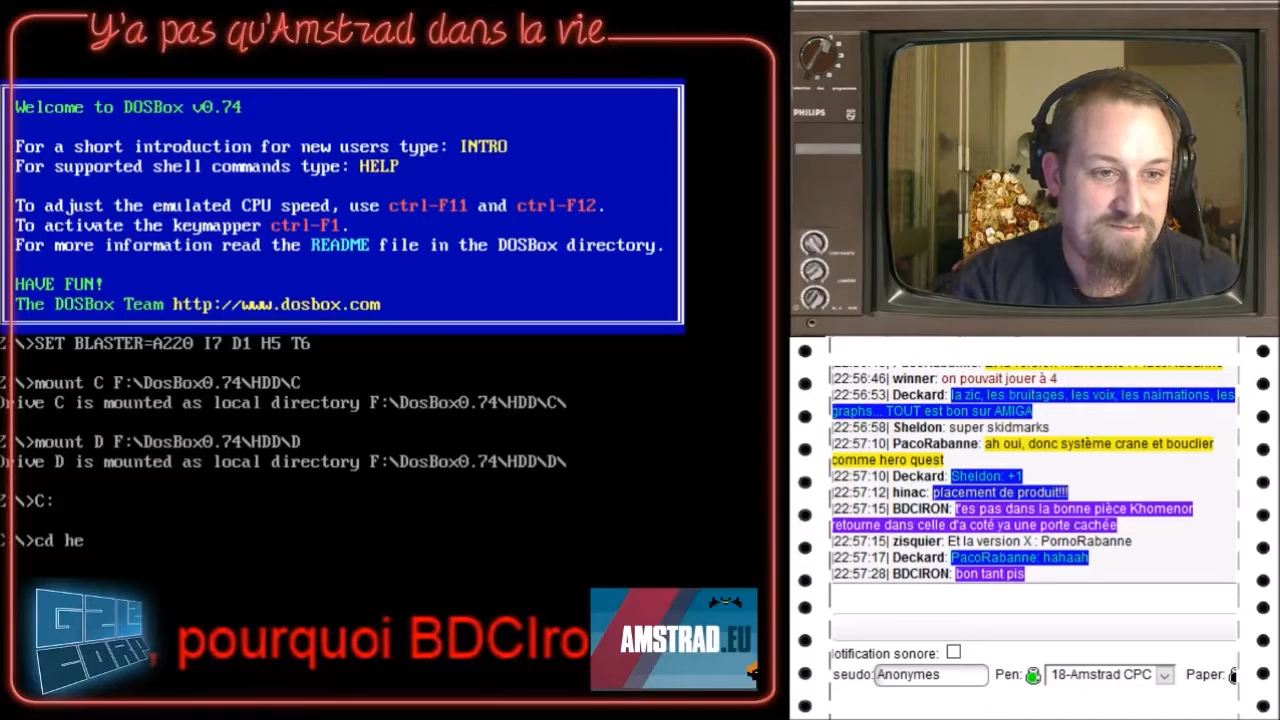 Y'a pas qu'Amstrad dans la vie
Welcome to DOSBox v0.74
For a short introduction for new users type: INTRO
For supported shell commands type: HELP
To adjust the emulated CPU speed, use ctrl-F11 and ctrl-F12.
To activate the keymapper ctrl-F1.
For more information read the README file in the DOSBox directory.
HAVE FUN!
The DOSBox Team http://www.dosbox.com
Z \>SET BLASTER=A220 I7 D1 H5 T6
Z \>mount C F:\DosBox0.74\HDD\C
Drive C is mounted as local directory F:\DosBox0.74\HDD\C\
Z \>mount D F:\DosBox0.74\HDD\D
Drive D is mounted as local directory F:\DosBox0.74\HDD\D\
Z \>C:
C \>cd he
G2L
CORP
, pourquoi BDCIro
AMSTRAD.EU
PHILIPS
[22:56:46] winner: on pouvait jouer à 4
[22:56:53] Deckard: la zic, les bruitages, les voix, les naimations, les
graphs... TOUT est bon sur AMIGA
[22:56:58] Sheldon: super skidmarks
[22:57:10] PacoRabanne: ah oui, donc système crane et bouclier
comme hero quest
[22:57:10] Deckard: Sheldon: +1
[22:57:12] hinac: placement de produit!!!
[22:57:15] BDCIRON: t'es pas dans la bonne pièce Khomenor
retourne dans celle d'a coté ya une porte cachée
[22:57:15] zisquier: Et la version X : PornoRabanne
[22:57:17] Deckard: PacoRabanne: hahaah
[22:57:28] BDCIRON: bon tant pis
otification sonore:
seudo: Anonymes Pen: 18-Amstrad CPC Paper: